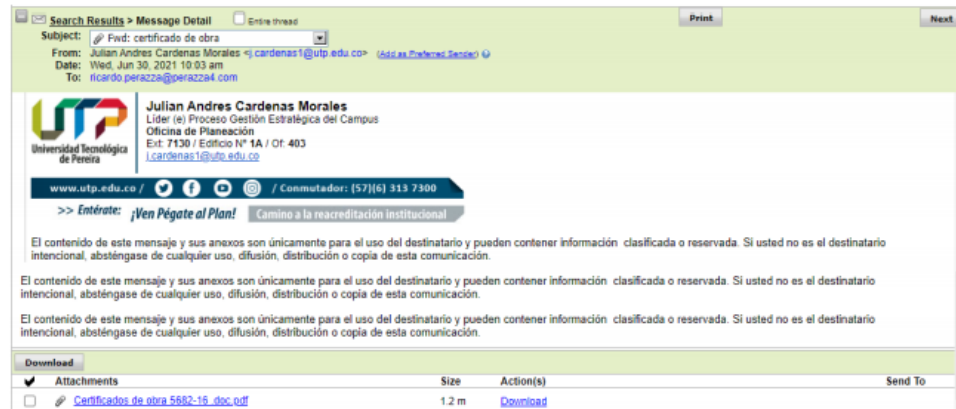 Search Results > Message Detail Entire thread Print Next
Subject: Fwd: certificado de obra
From: Julian Andres Cardenas Morales <j.cardenas1@utp.edu.co> (Add as Preferred Sender)
Date: Wed, Jun 30, 2021 10:03 am
To: ricardo.perazza@perazza4.com
UTP
Universidad Tecnológica
de Pereira
Julian Andres Cardenas Morales
Líder (e) Proceso Gestión Estratégica del Campus
Oficina de Planeación
Ext: 7130 / Edificio N° 1A / Of: 403
j.cardenas1@utp.edu.co
www.utp.edu.co / / Conmutador: (57)(6) 313 7300
>> Entérate: ¡Ven Pégate al Plan! Camino a la reacreditación institucional
El contenido de este mensaje y sus anexos son únicamente para el uso del destinatario y pueden contener información clasificada o reservada. Si usted no es el destinatario
intencional, absténgase de cualquier uso, difusión, distribución o copia de esta comunicación.
El contenido de este mensaje y sus anexos son únicamente para el uso del destinatario y pueden contener información clasificada o reservada. Si usted no es el destinatario
intencional, absténgase de cualquier uso, difusión, distribución o copia de esta comunicación.
El contenido de este mensaje y sus anexos son únicamente para el uso del destinatario y pueden contener información clasificada o reservada. Si usted no es el destinatario
intencional, absténgase de cualquier uso, difusión, distribución o copia de esta comunicación.
Download
Attachments Size Action(s) Send To
Certificados de obra 5682-16 .doc.pdf 1.2 m Download